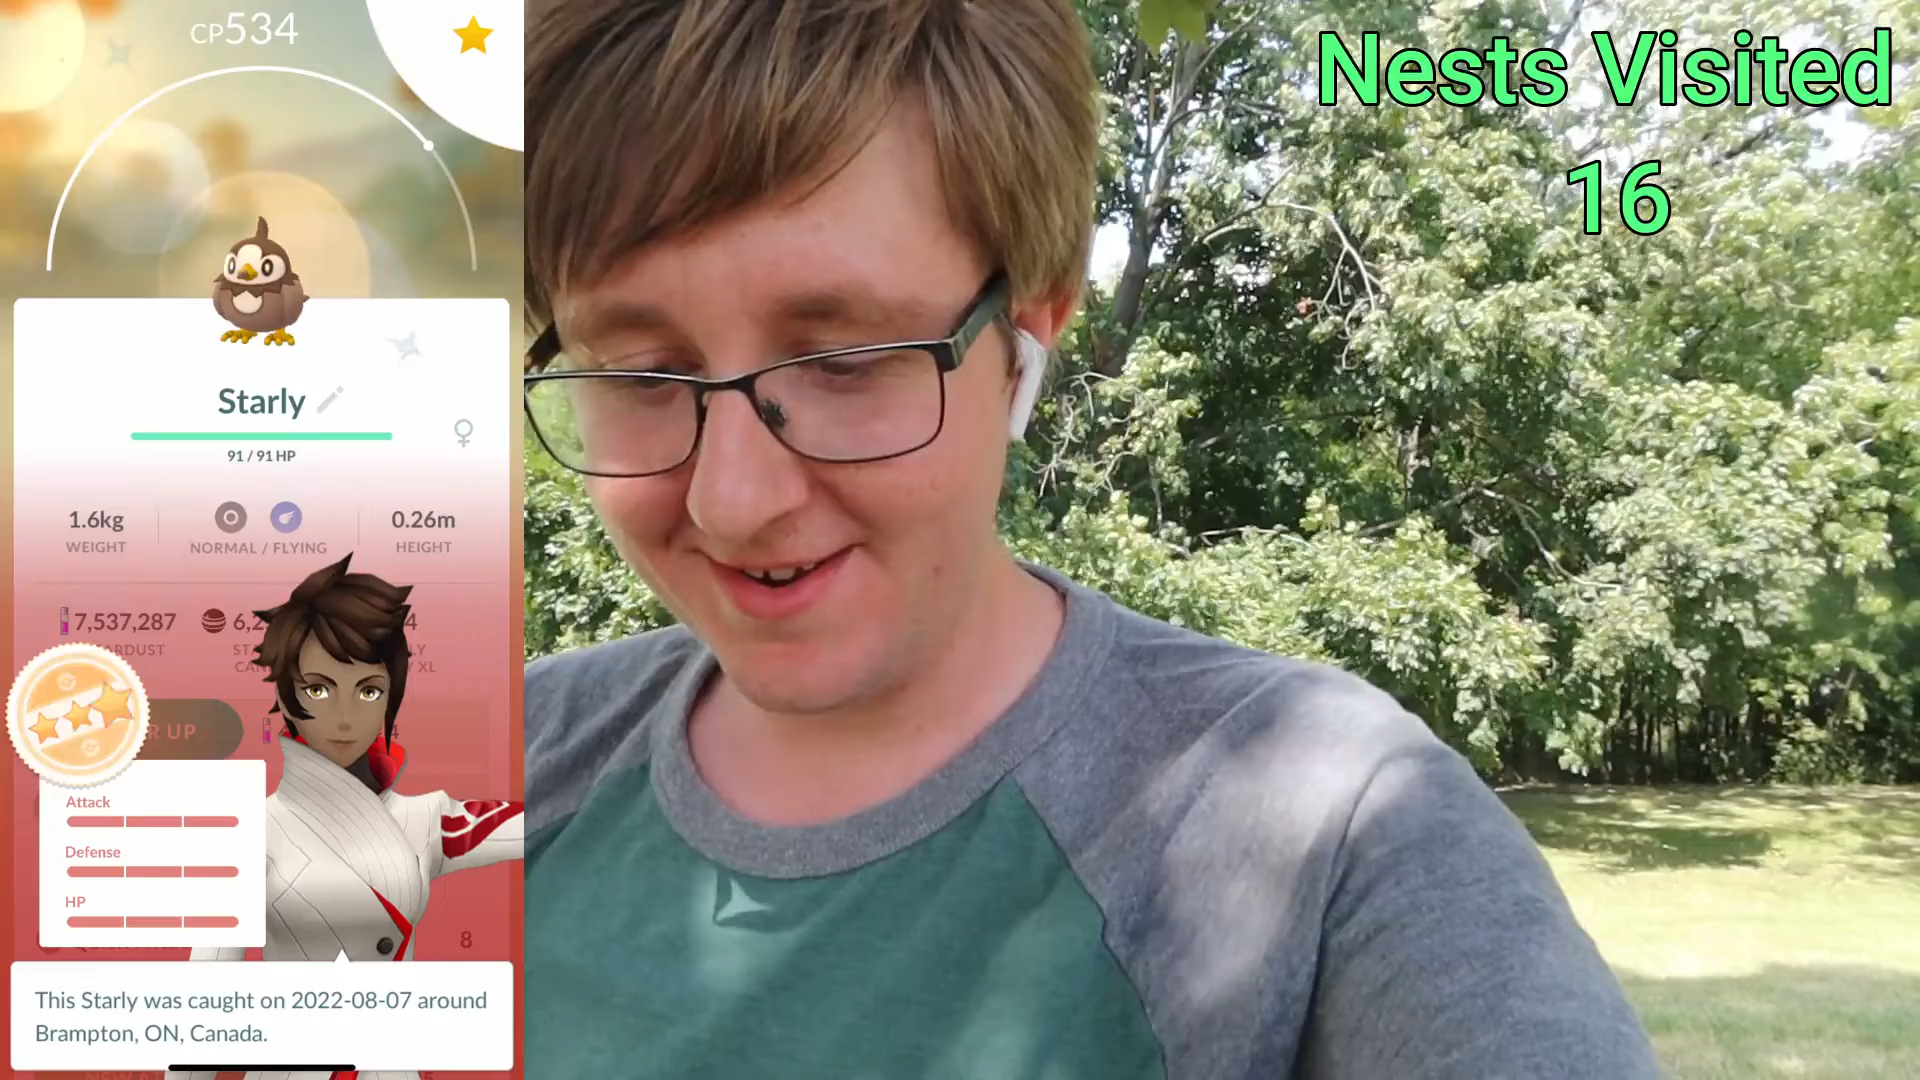 CP534
Starly
91 / 91 HP
1.6kg
WEIGHT
NORMAL / FLYING
0.26m
HEIGHT
7,537,287
Attack
Defense
HP
8
This Starly was caught on 2022-08-07 around
Brampton, ON, Canada.
Nests Visited
16